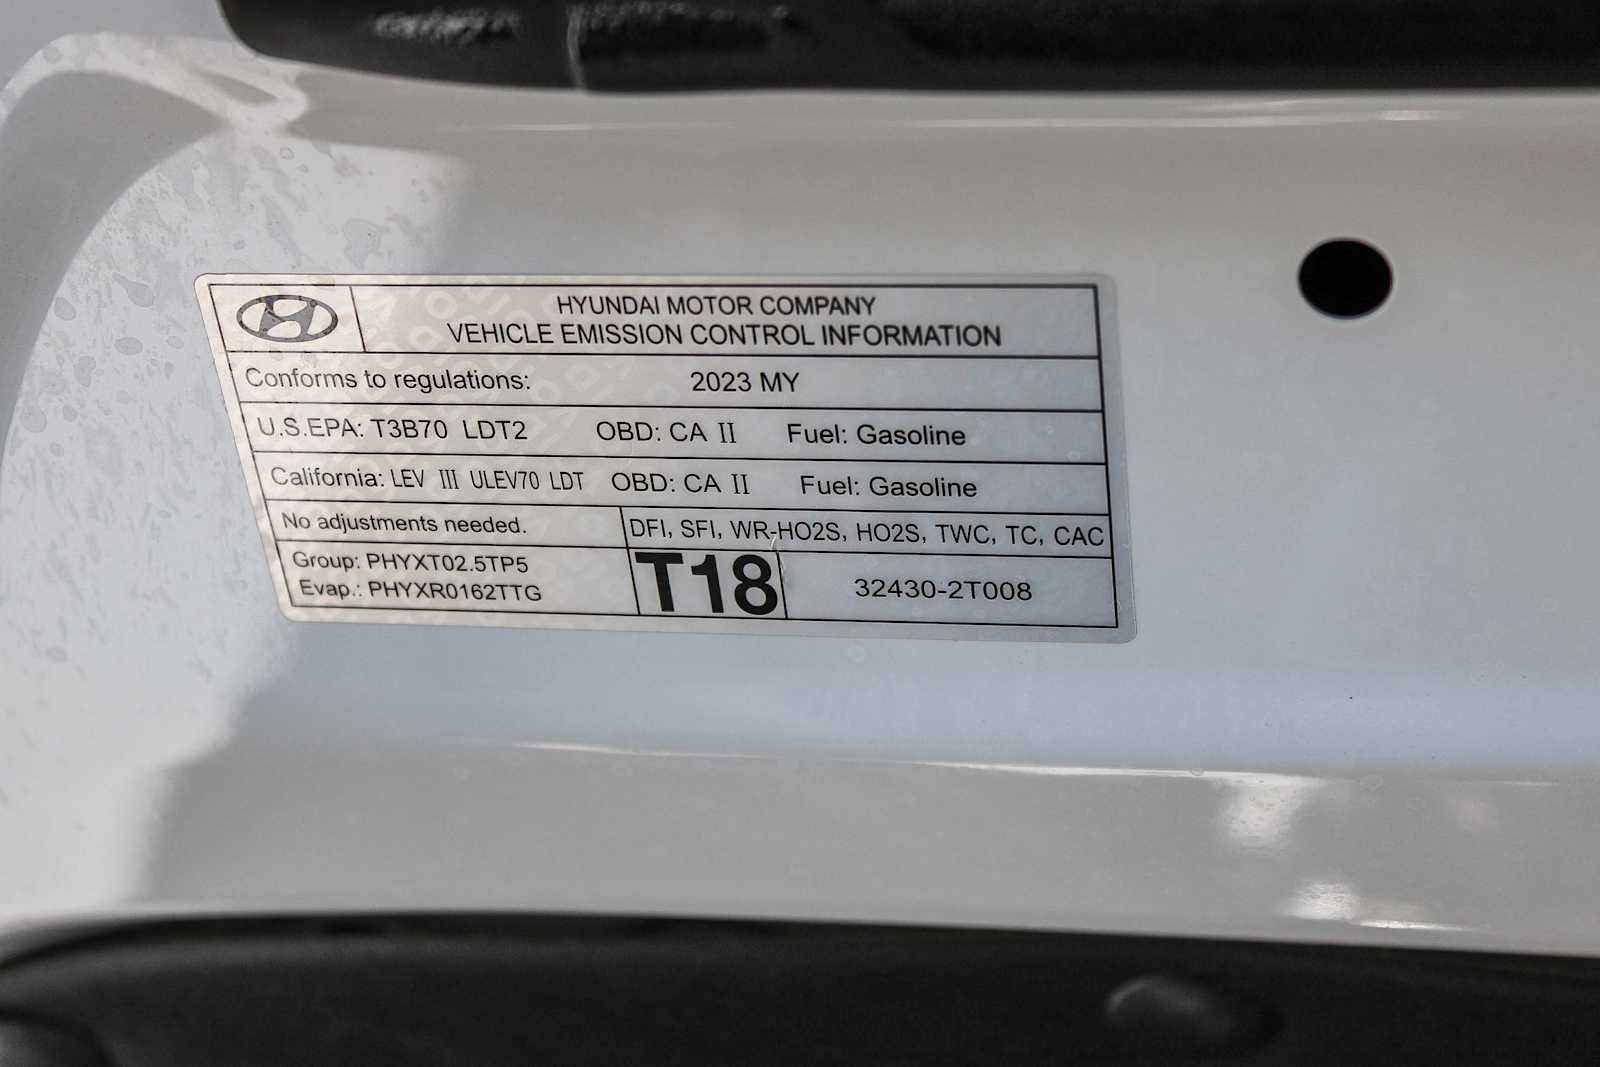 HYUNDAI MOTOR COMPANY
VEHICLE EMISSION CONTROL INFORMATION
Conforms to regulations: 2023 MY
U.S.EPA: T3B70 LDT2 OBD: CA II Fuel: Gasoline
California: LEV III ULEV70 LDT OBD: CA II Fuel: Gasoline
No adjustments needed. DFI, SFI, WR-HO2S, HO2S, TWC, TC, CAC
Group: PHYXT02.5TP5
Evap.: PHYXR0162TTG
T18
32430-2T008